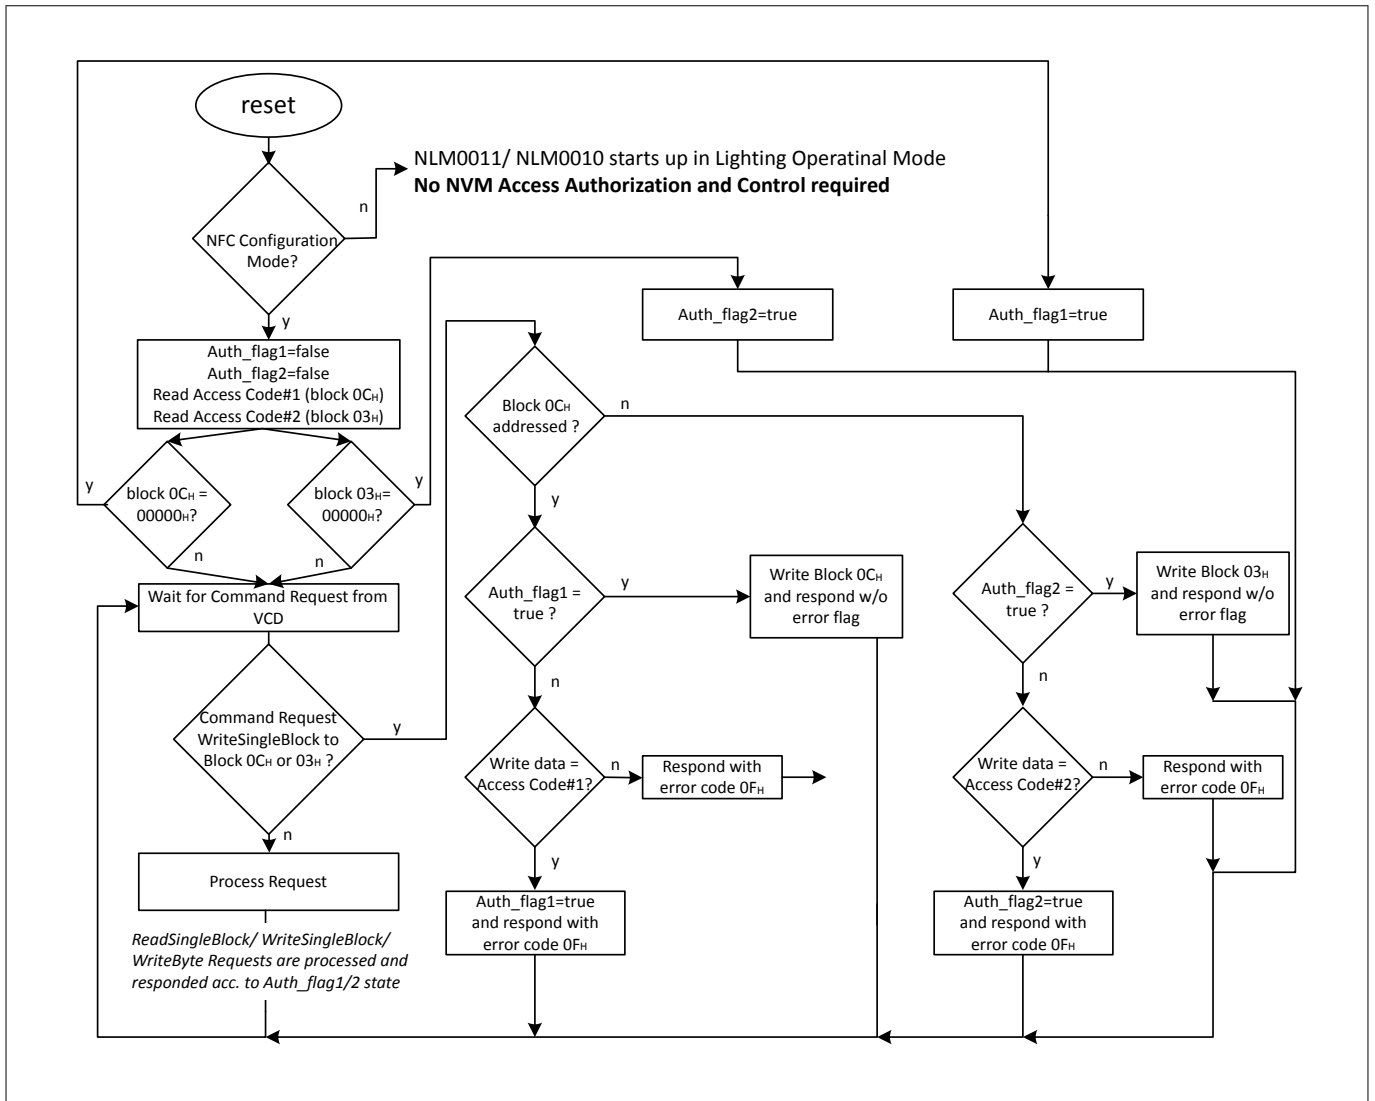 reset
NLM0011/ NLM0010 starts up in Lighting Operatinal Mode
No NVM Access Authorization and Control required
n
NFC Configuration
Mode?
y
Auth_flag2=true
Auth_flag1=true
Auth_flag1=false
Auth_flag2=false
Read Access Code#1 (block 0CH)
Read Access Code#2 (block 03H)
y
block 0CH =
00000H?
n
block 03H=
00000H?
y
n
Wait for Command Request from
VCD
Command Request
WriteSingleBlock to
Block 0CH or 03H ?
y
n
Process Request
ReadSingleBlock/ WriteSingleBlock/
WriteByte Requests are processed and
responded acc. to Auth_flag1/2 state
Block 0CH
addressed ?
n
y
Auth_flag1 =
true ?
y
Write Block 0CH
and respond w/o
error flag
n
Write data =
Access Code#1?
n
Respond with
error code 0FH
y
Auth_flag1=true
and respond with
error code 0FH
Auth_flag2 =
true ?
y
Write Block 03H
and respond w/o
error flag
n
Write data =
Access Code#2?
n
Respond with
error code 0FH
y
Auth_flag2=true
and respond with
error code 0FH